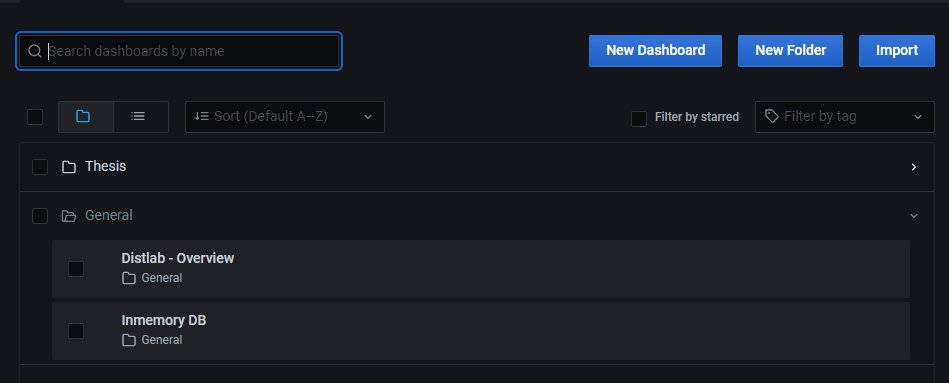 Search dashboards by name
New Dashboard
New Folder
Import
Sort (Default A–Z)
Filter by starred
Filter by tag
Thesis
General
Distlab - Overview
General
Inmemory DB
General